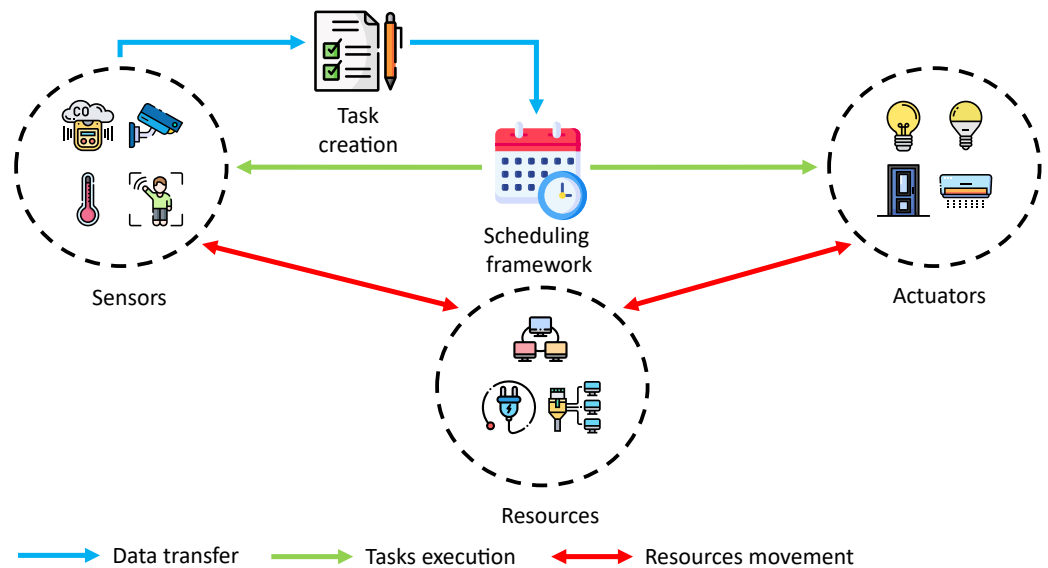 Task
creation
CO
Scheduling
framework
Sensors
Actuators
Resources
Data transfer
Tasks execution
Resources movement